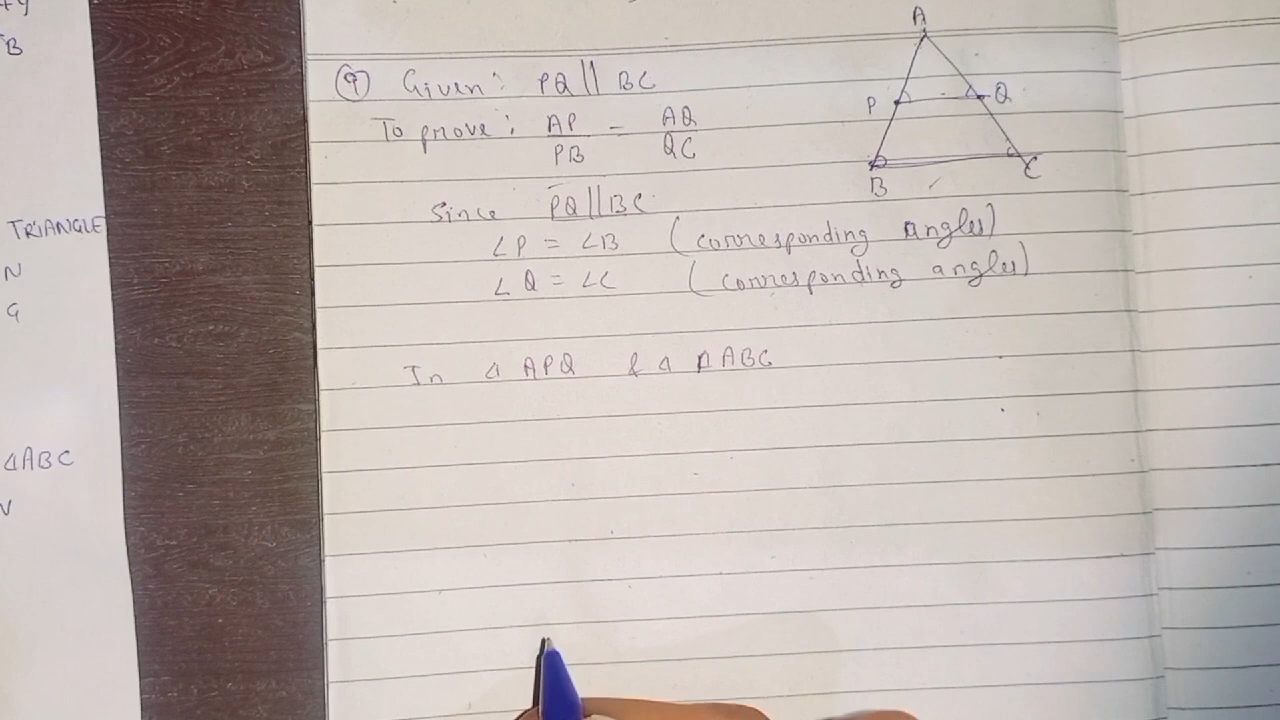 +4
B
TRIANGLE
N
G
△ABC
V
A
P
Q
B
C
(9) Given: PQ || BC
To prove: AP/PB = AQ/QC
Since PQ||BC
∠P = ∠B (corresponding angles)
∠Q = ∠C (corresponding angles)
In △ APQ & △ ABC